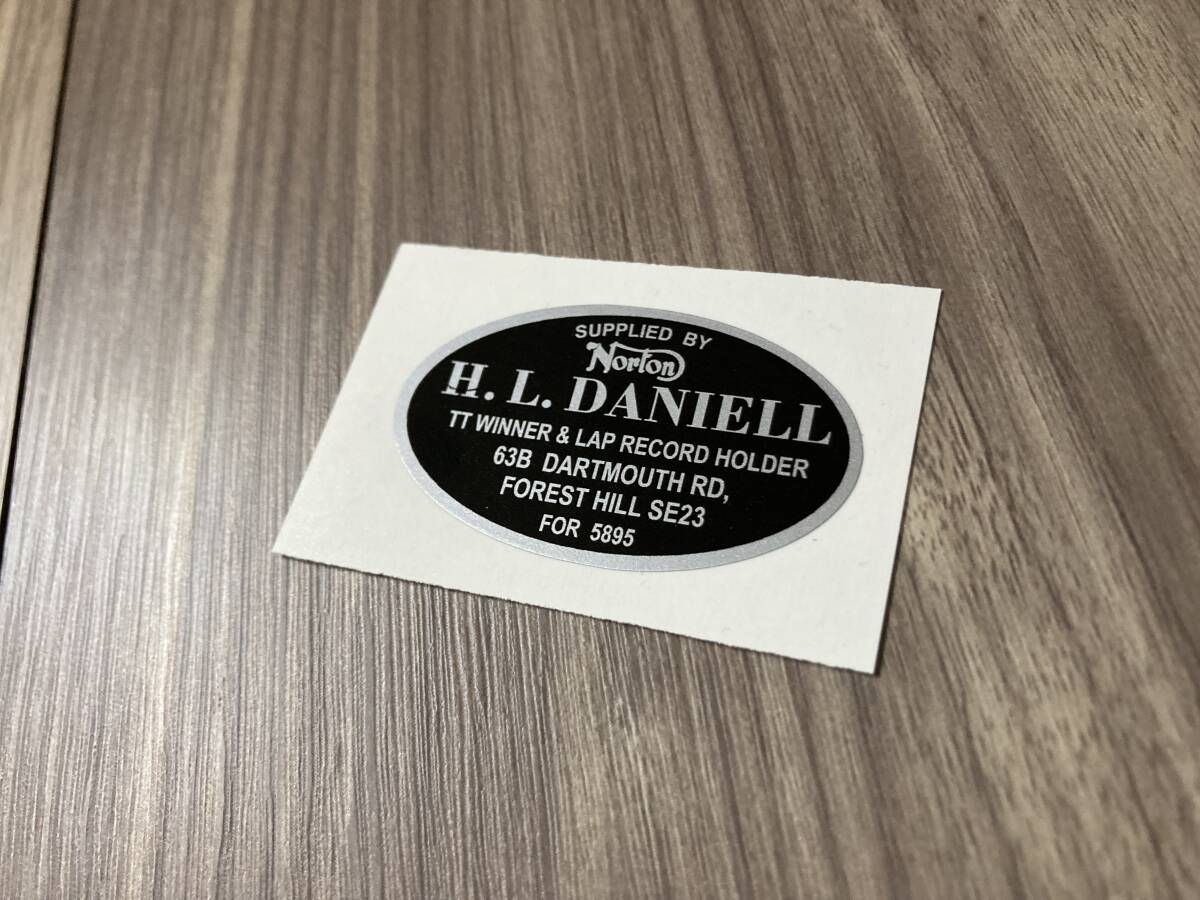 SUPPLIED BY
Norton
H. L. DANIELL
TT WINNER & LAP RECORD HOLDER
63B DARTMOUTH RD,
FOREST HILL SE23
FOR 5895